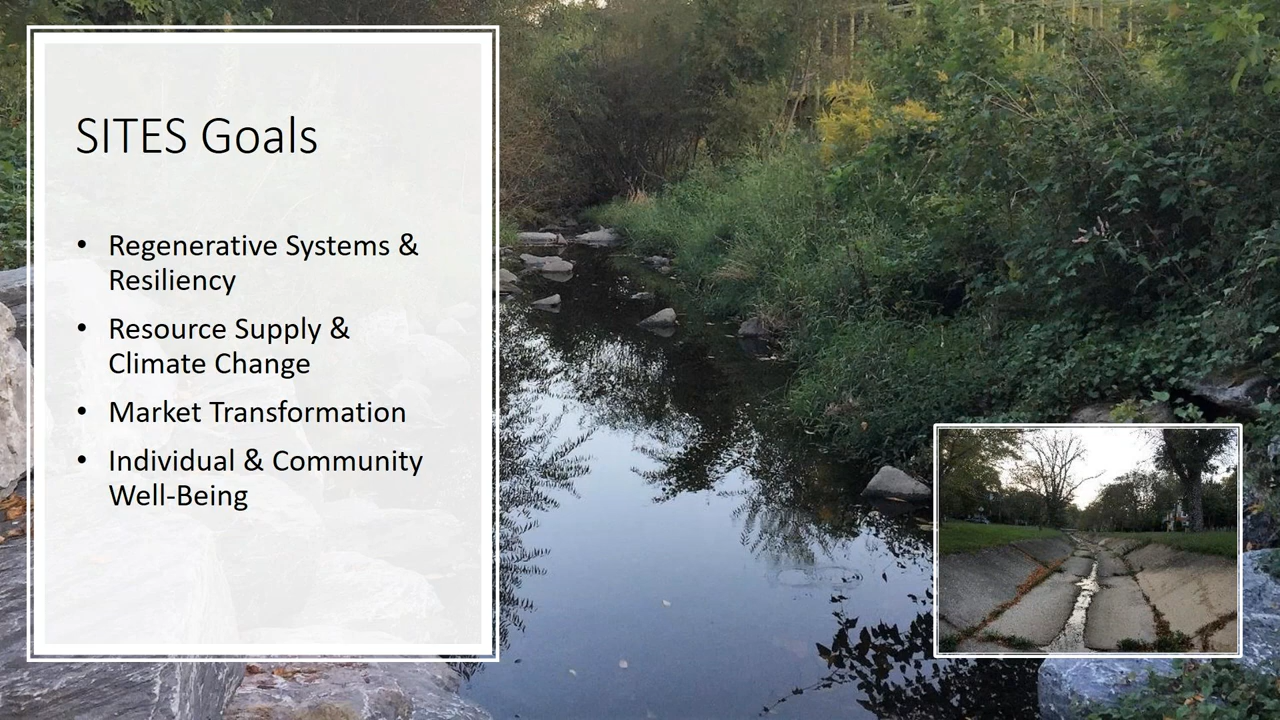 SITES Goals
• Regenerative Systems &
Resiliency
• Resource Supply &
Climate Change
• Market Transformation
• Individual & Community
Well-Being